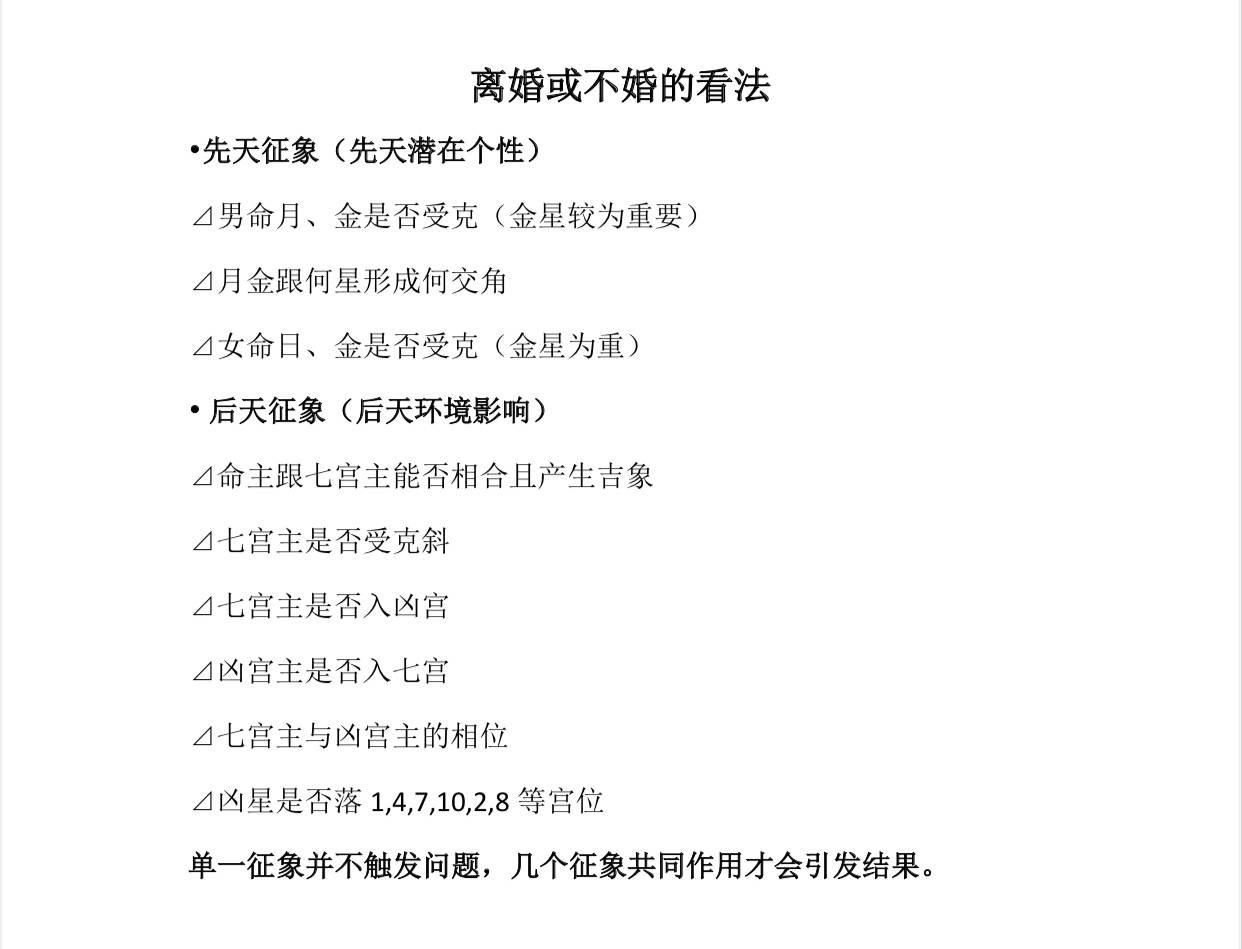 离婚或不婚的看法
•先天征象（先天潜在个性）
⊿男命月、金是否受克（金星较为重要）
⊿月金跟何星形成何交角
⊿女命日、金是否受克（金星为重）
• 后天征象（后天环境影响）
⊿命主跟七宫主能否相合且产生吉象
⊿七宫主是否受克斜
⊿七宫主是否入凶宫
⊿凶宫主是否入七宫
⊿七宫主与凶宫主的相位
⊿凶星是否落 1,4,7,10,2,8 等宫位
单一征象并不触发问题，几个征象共同作用才会引发结果。